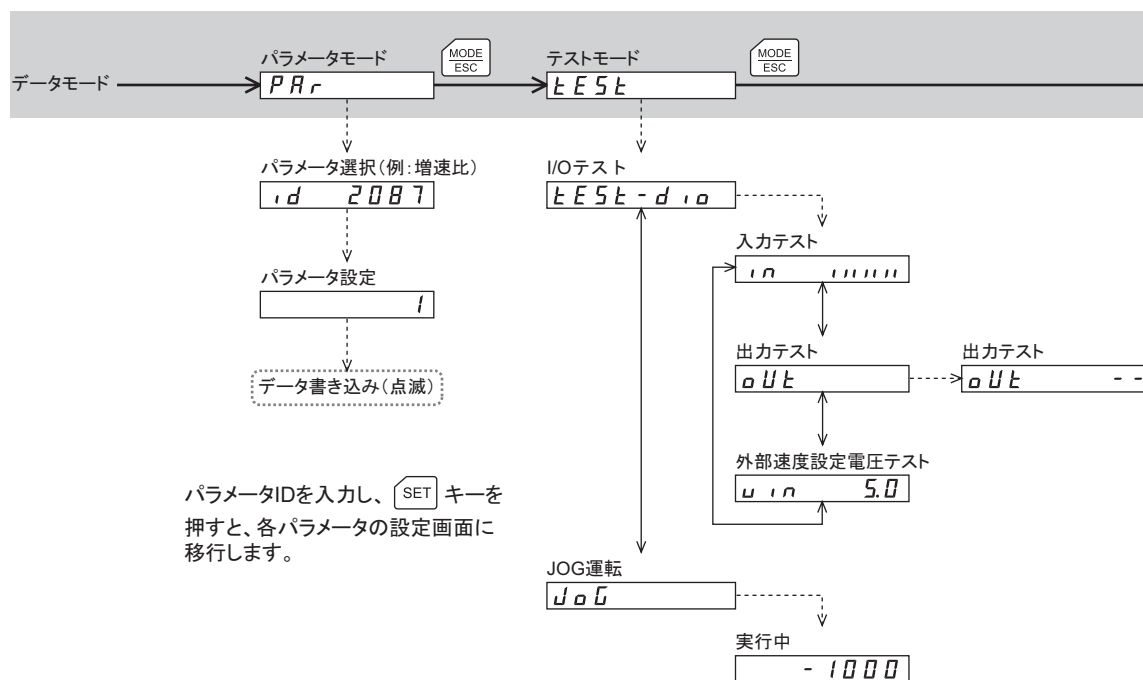 データモード
パラメータモード
PAr
MODE
ESC
テストモード
tESt
MODE
ESC
パラメータ選択(例:増速比)
id 2087
パラメータ設定
1
データ書き込み(点滅)
パラメータIDを入力し、 SET キーを
押すと、各パラメータの設定画面に
移行します。
I/Oテスト
tESt-dio
入力テスト
in
出力テスト
oUt
出力テスト
oUt --
外部速度設定電圧テスト
uin 5.0
JOG運転
JoG
実行中
-1000